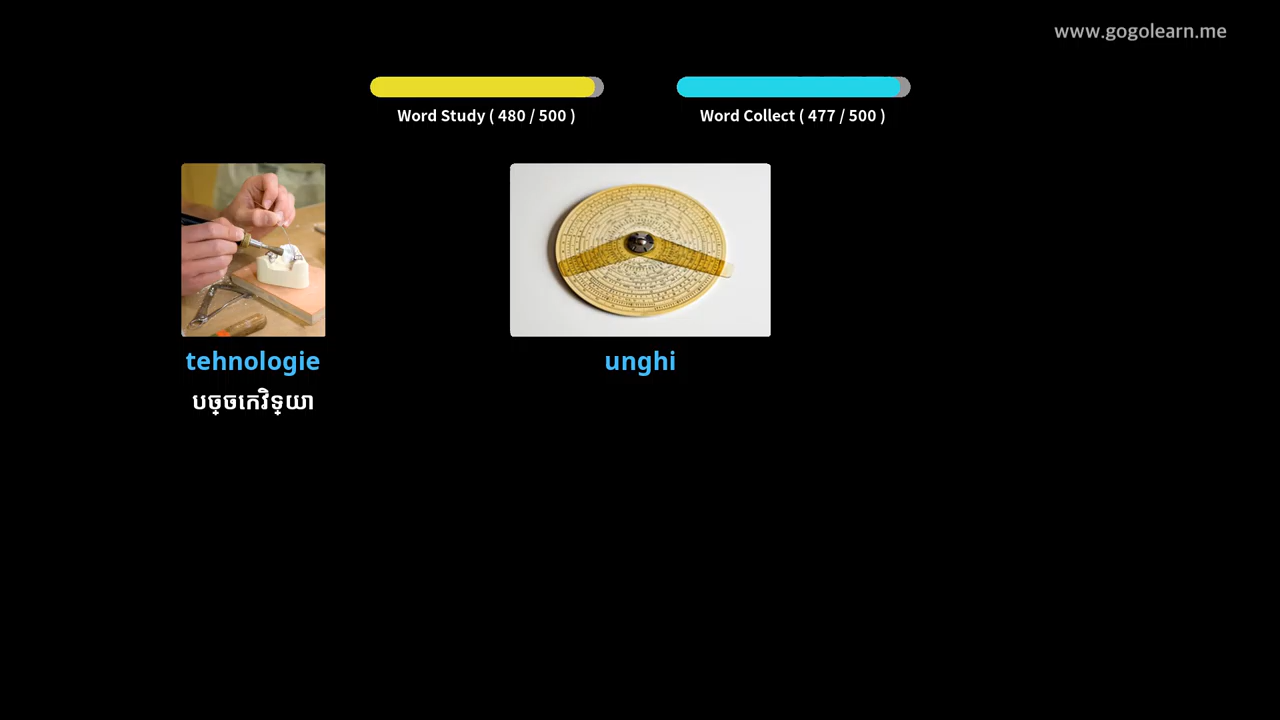 www.gogolearn.me
Word Study ( 480 / 500 )
Word Collect ( 477 / 500 )
tehnologie
unghi
បច្ចកេវិទ្យា